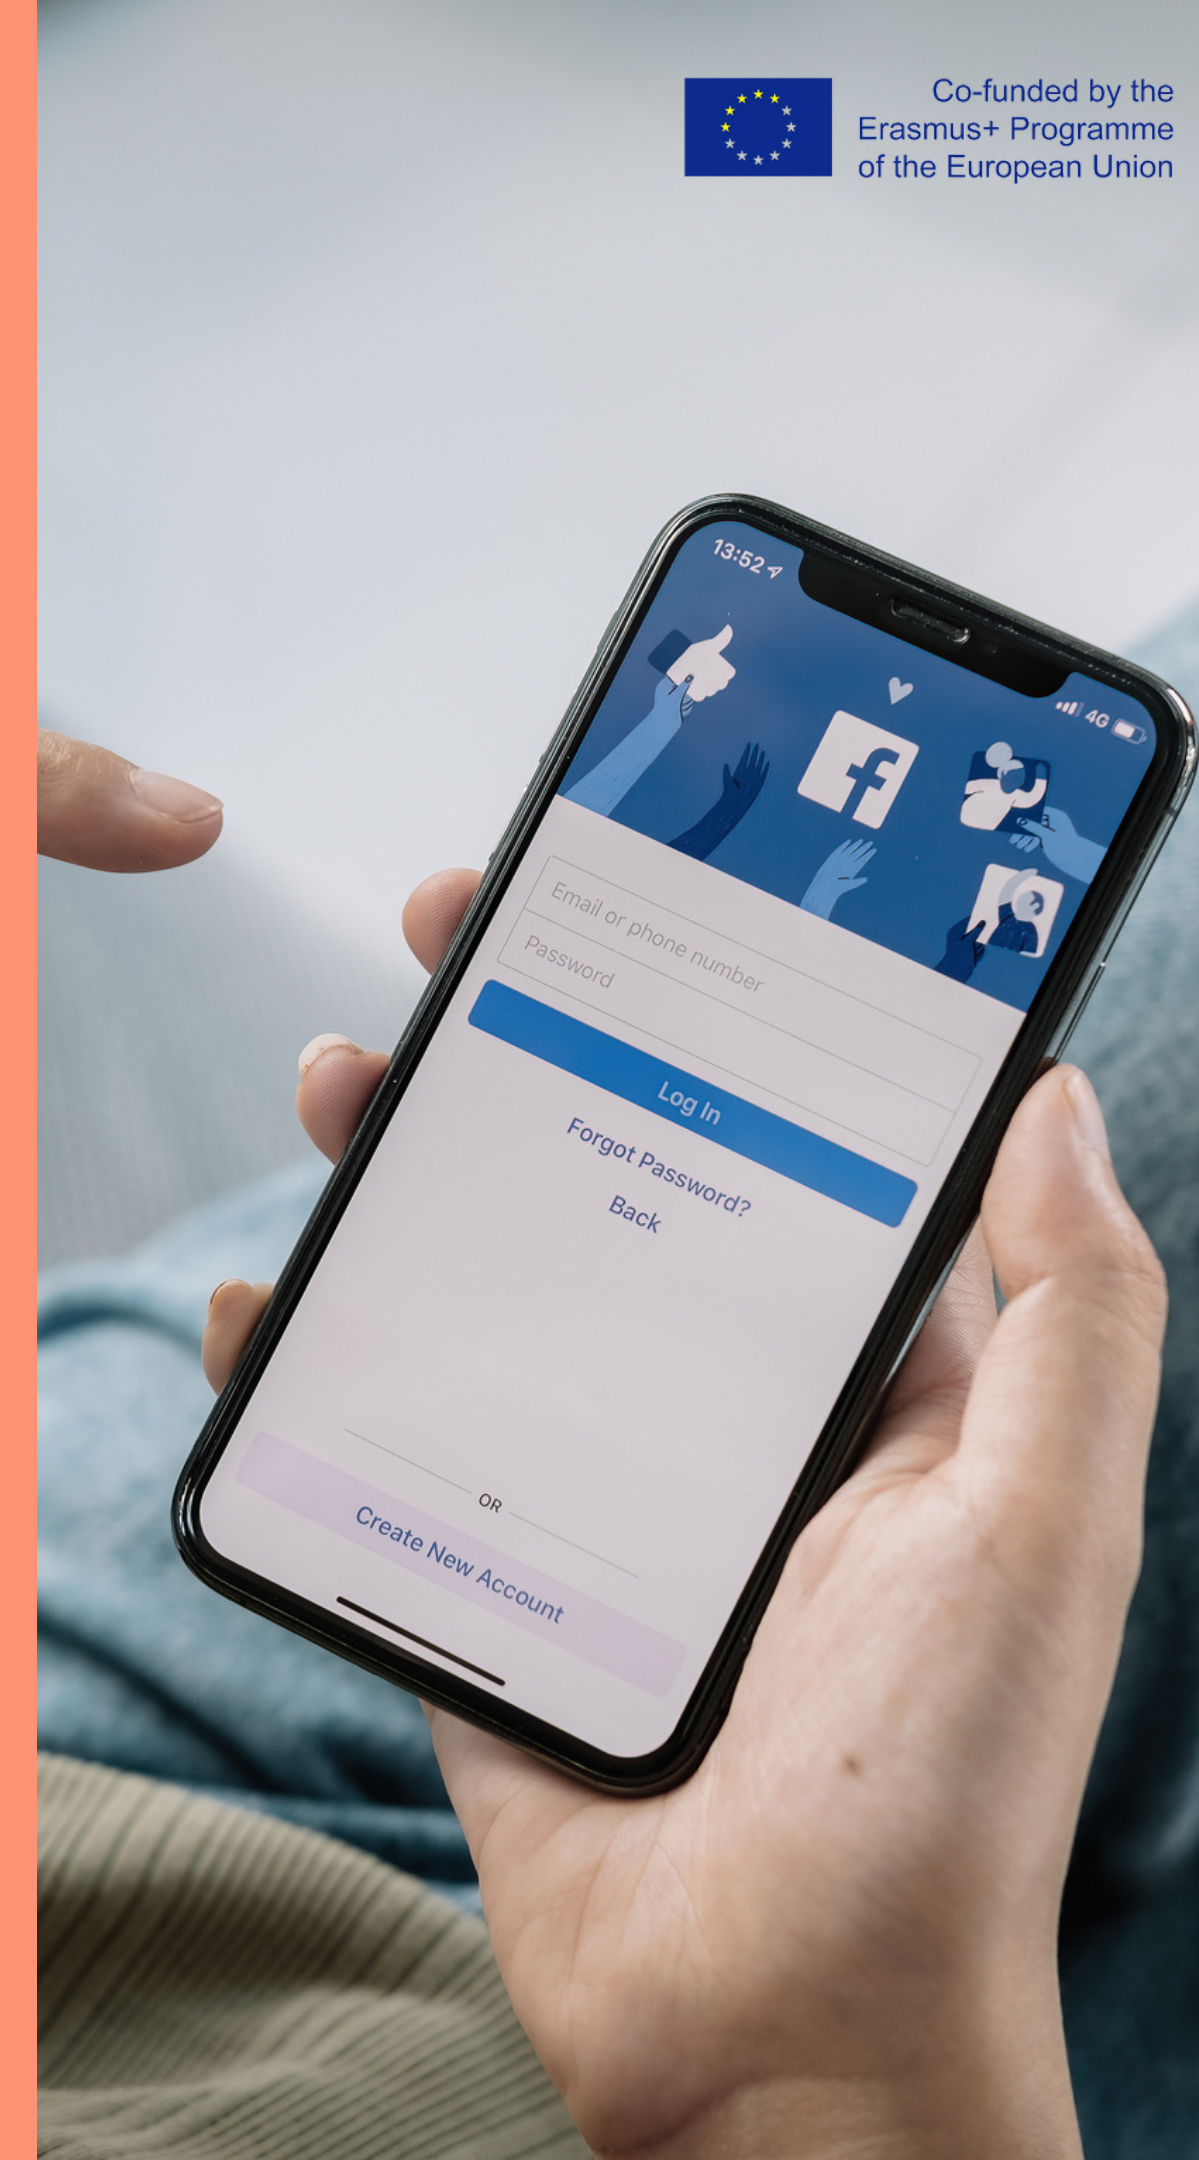 Co-funded by the
Erasmus+ Programme
of the European Union
13:52
4G
Email or phone number
Password
Log In
Forgot Password?
Back
OR
Create New Account